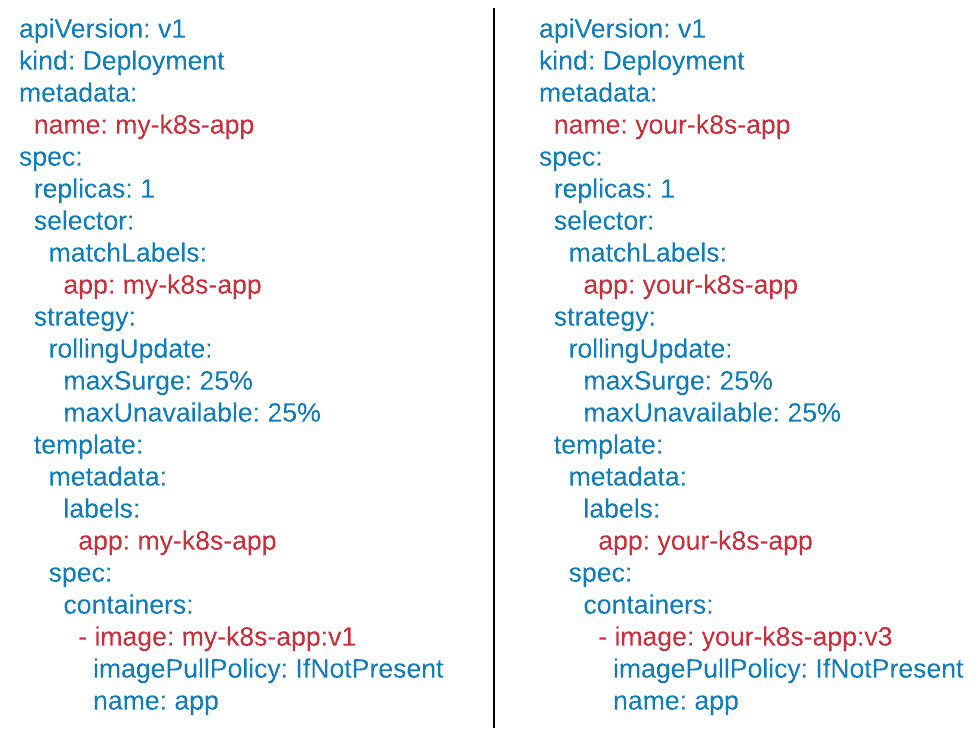 apiVersion: v1
kind: Deployment
metadata:
  name: my-k8s-app
spec:
  replicas: 1
  selector:
    matchLabels:
      app: my-k8s-app
  strategy:
    rollingUpdate:
      maxSurge: 25%
      maxUnavailable: 25%
  template:
    metadata:
      labels:
        app: my-k8s-app
    spec:
      containers:
        - image: my-k8s-app:v1
          imagePullPolicy: IfNotPresent
          name: app
apiVersion: v1
kind: Deployment
metadata:
  name: your-k8s-app
spec:
  replicas: 1
  selector:
    matchLabels:
      app: your-k8s-app
  strategy:
    rollingUpdate:
      maxSurge: 25%
      maxUnavailable: 25%
  template:
    metadata:
      labels:
        app: your-k8s-app
    spec:
      containers:
        - image: your-k8s-app:v3
          imagePullPolicy: IfNotPresent
          name: app